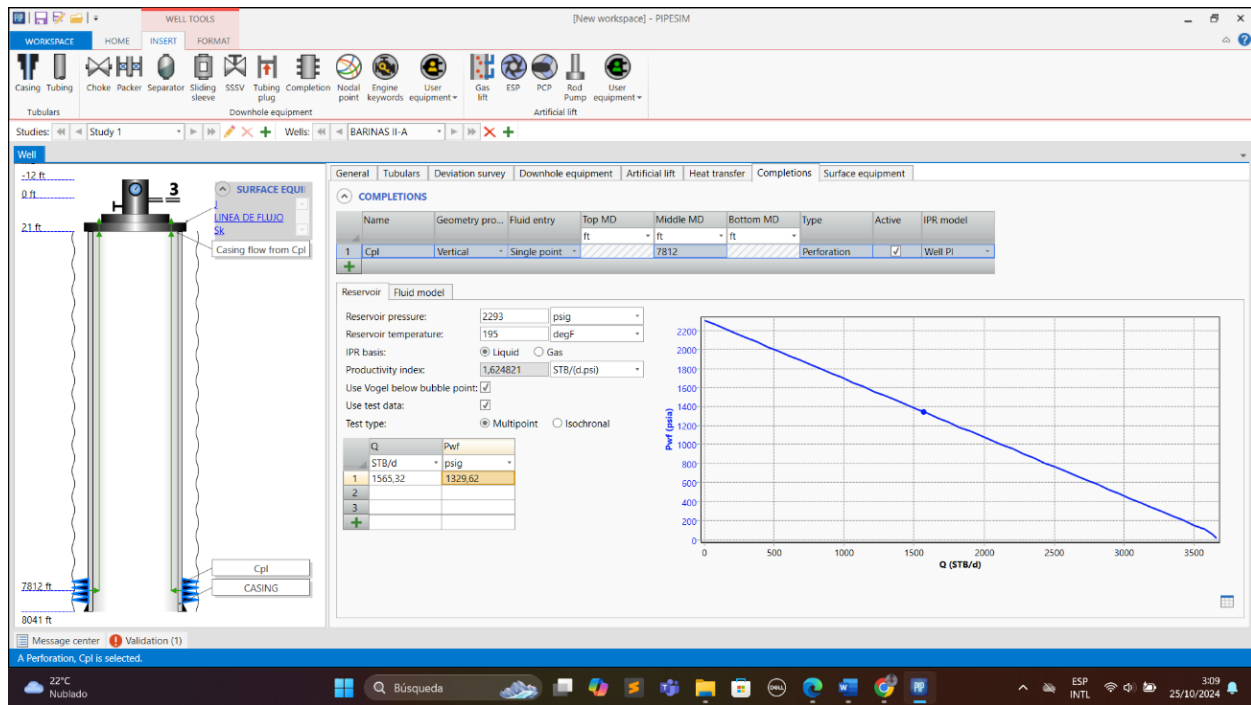 WELL TOOLS
[New workspace] - PIPESIM
WORKSPACE HOME INSERT FORMAT
Casing Tubing Choke Packer Separator Sliding sleeve SSSV Tubing plug Completion Nodal point Engine keywords User equipment Gas lift ESP PCP Rod Pump User equipment
Tubulars Downhole equipment Artificial lift
Studies: Study 1 Wells: BARINAS II-A
Well
-12 ft
0 ft
3
SURFACE EQUI
J
LINEA DE FLUJO
Sk
21 ft
Casing flow from Cpl
Cpl
7812 ft
CASING
8041 ft
General Tubulars Deviation survey Downhole equipment Artificial lift Heat transfer Completions Surface equipment
COMPLETIONS
Name Geometry pro... Fluid entry Top MD Middle MD Bottom MD Type Active IPR model
ft ft ft
1 Cpl Vertical Single point 7812 Perforation Well PI
Reservoir Fluid model
Reservoir pressure: 2293 psig
Reservoir temperature: 195 degF
IPR basis: Liquid Gas
Productivity index: 1,624821 STB/(d.psi)
Use Vogel below bubble point:
Use test data:
Test type: Multipoint Isochronal
Q Pwf
STB/d psig
1 1565,32 1329,62
2
3
Pwf (psia)
2200
2000
1800
1600
1400
1200
1000
800
600
400
200
0
0 500 1000 1500 2000 2500 3000 3500
Q (STB/d)
Message center Validation (1)
A Perforation, Cpl is selected.
22°C
Nublado
Búsqueda
DELL
PIP
ESP
INTL
3:09
25/10/2024